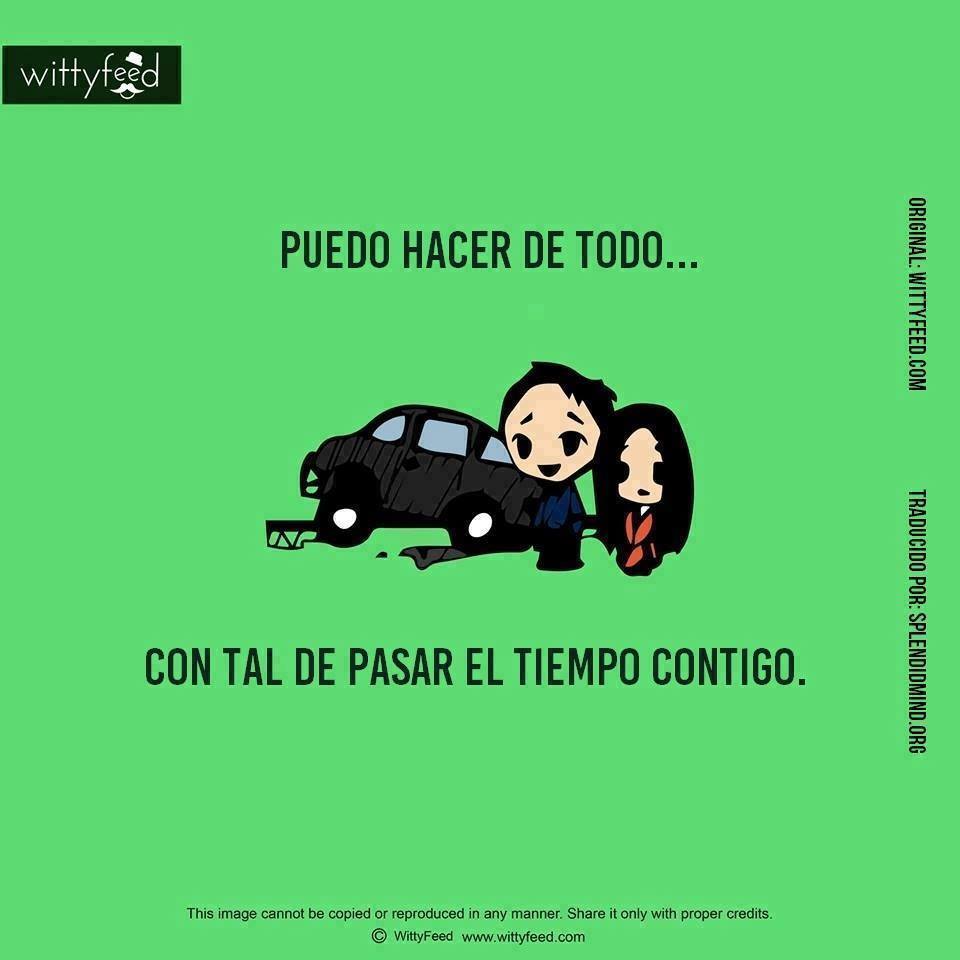 wittyfeed
PUEDO HACER DE TODO...
CON TAL DE PASAR EL TIEMPO CONTIGO.
ORIGINAL: WITTYFEED.COM
TRADUCIDO POR: SPLENDIDMIND.ORG
This image cannot be copied or reproduced in any manner. Share it only with proper credits.
© WittyFeed www.wittyfeed.com